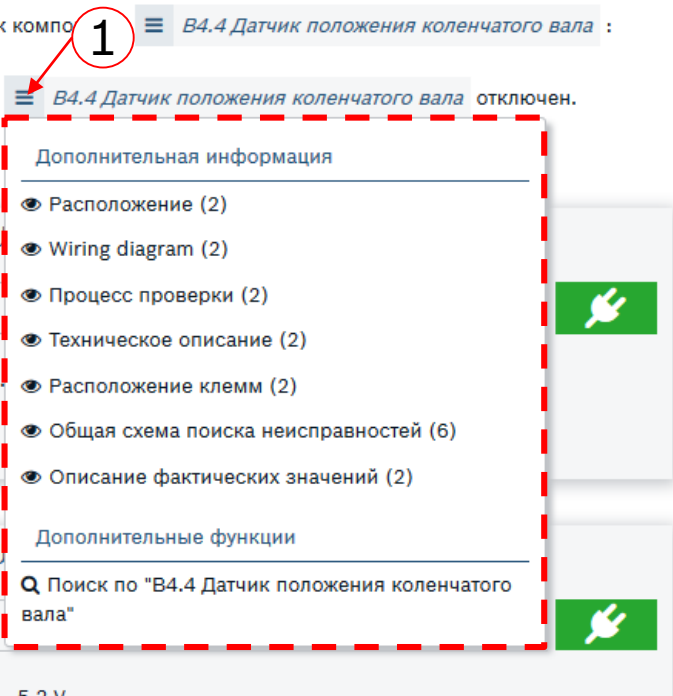 к компо 1 B4.4 Датчик положения коленчатого вала :
B4.4 Датчик положения коленчатого вала отключен.
Дополнительная информация
Расположение (2)
Wiring diagram (2)
Процесс проверки (2)
Техническое описание (2)
Расположение клемм (2)
Общая схема поиска неисправностей (6)
Описание фактических значений (2)
Дополнительные функции
Поиск по "B4.4 Датчик положения коленчатого
вала"